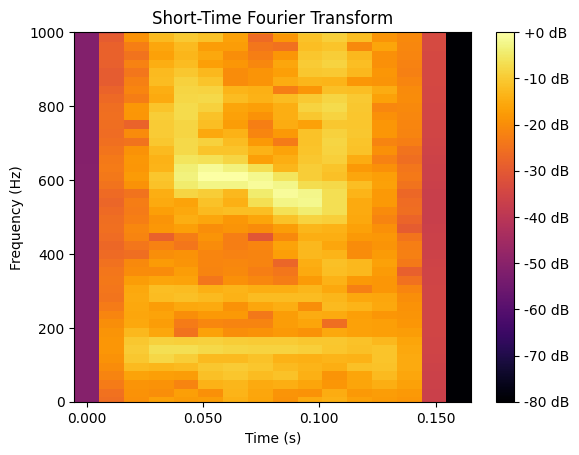 Short-Time Fourier Transform
1000
800
600
400
200
0
Frequency (Hz)
0.000
0.050
0.100
0.150
Time (s)
+0 dB
-10 dB
-20 dB
-30 dB
-40 dB
-50 dB
-60 dB
-70 dB
-80 dB